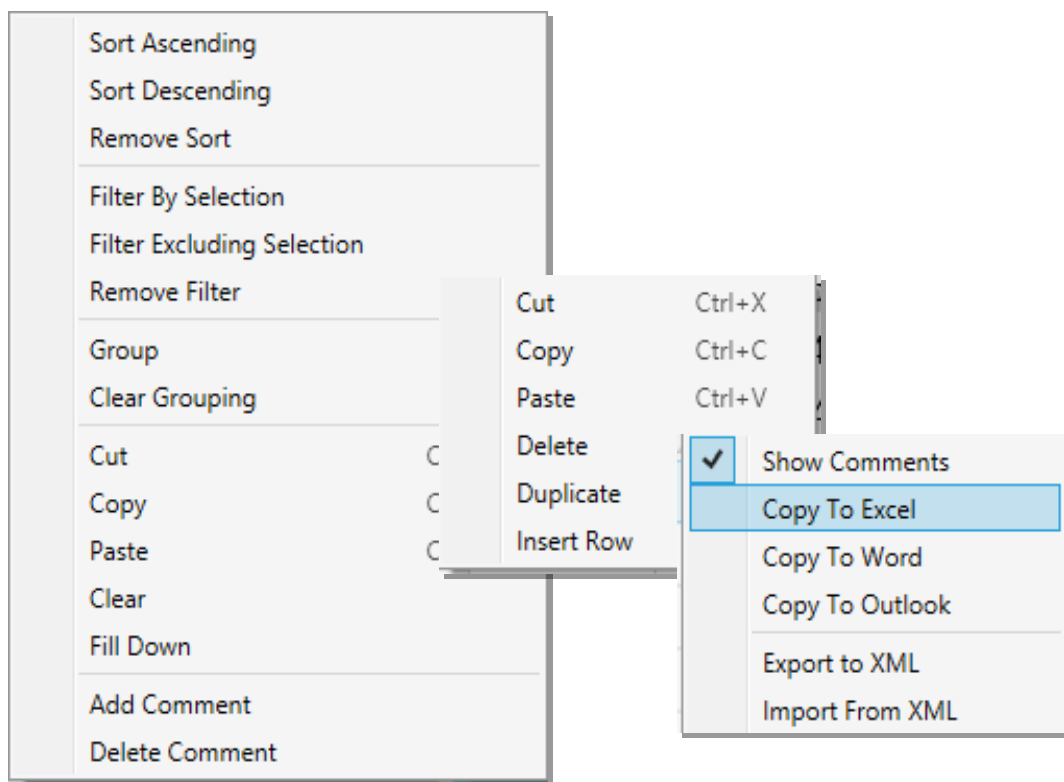 Sort Ascending
Sort Descending
Remove Sort
Filter By Selection
Filter Excluding Selection
Remove Filter
Group
Clear Grouping
Cut
Copy
Paste
Clear
Fill Down
Add Comment
Delete Comment
Cut Ctrl+X
Copy Ctrl+C
Paste Ctrl+V
Delete
Duplicate
Insert Row
Show Comments
Copy To Excel
Copy To Word
Copy To Outlook
Export to XML
Import From XML